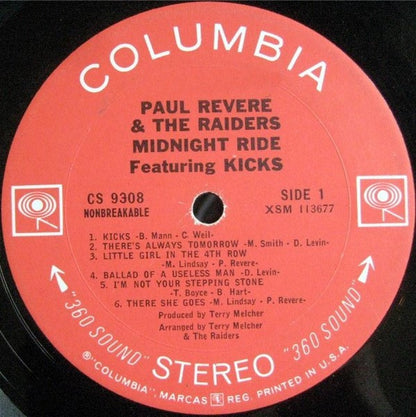 COLUMBIA
PAUL REVERE
& THE RAIDERS
MIDNIGHT RIDE
Featuring KICKS
CS 9308
NONBREAKABLE
SIDE 1
XSM 113677
1. KICKS -B. Mann - C. Weil-
2. THERE'S ALWAYS TOMORROW -M. Smith - D. Levin-
3. LITTLE GIRL IN THE 4TH ROW
-M. Lindsay - P. Revere-
4. BALLAD OF A USELESS MAN -D. Levin-
5. I'M NOT YOUR STEPPING STONE
-T. Boyce - B. Hart-
6. THERE SHE GOES -M. Lindsay - P. Revere-
Produced by Terry Melcher
Arranged by Terry Melcher
& The Raiders
"360 SOUND" STEREO "360 SOUND"
® "COLUMBIA", MARCAS REG. PRINTED IN U.S.A.